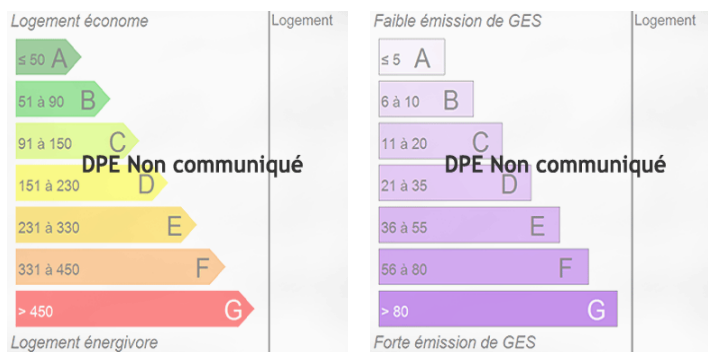 Logement économe
Logement
≤ 50 A
51 à 90 B
91 à 150 C
DPE Non communiqué
151 à 230 D
231 à 330 E
331 à 450 F
> 450 G
Logement énergivore
Faible émission de GES
Logement
≤ 5 A
6 à 10 B
11 à 20 C
DPE Non communiqué
21 à 35 D
36 à 55 E
56 à 80 F
> 80 G
Forte émission de GES